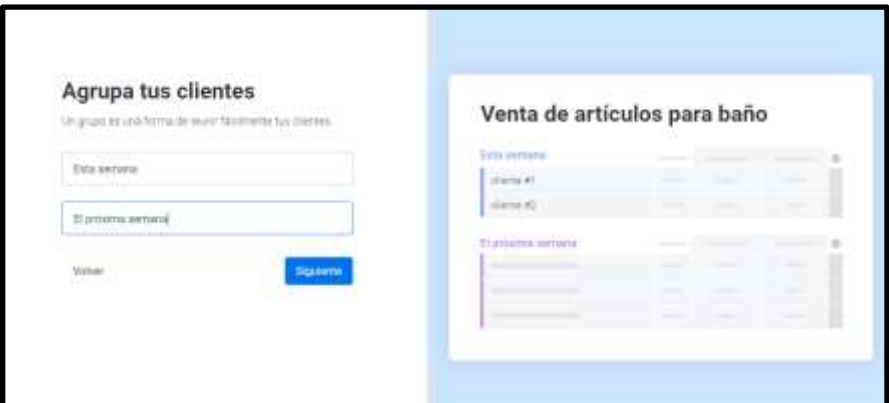 Agrupa tus clientes
Un grupo es una forma de reunir fácilmente tus clientes.
Esta semana
El próxima semana
Volver
Siguiente
Venta de artículos para baño
Esta semana
cliente #1
cliente #2
El próxima semana